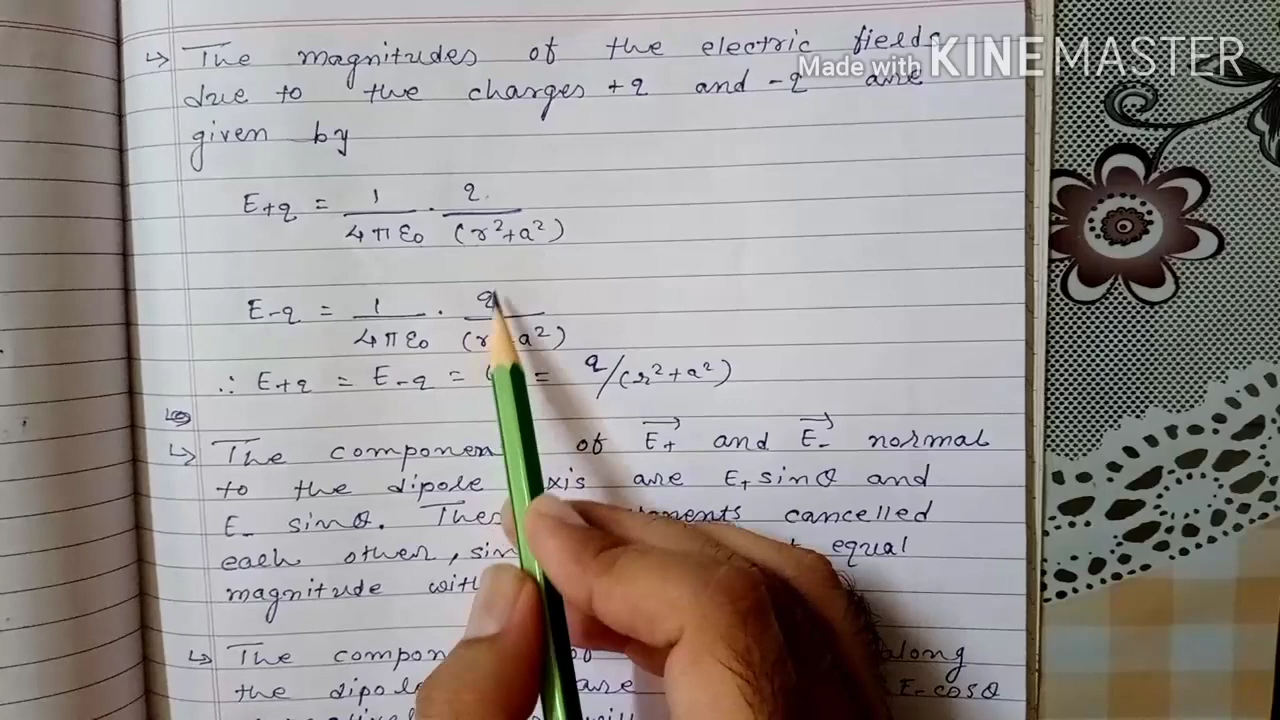 Made with KINEMASTER
↳ The magnitudes of the electric fields
due to the charges +q and -q are
given by
E+q = 1/4πε0 . q/(r²+a²)
E-q = 1/4πε0 . q/(r a²)
∴ E+q = E-q = = q/(r²+a²)
↳ The of E+ and E- normal
to the dipole are E+ sinθ and
E- sinθ. cancelled
each other, equal
magnitude
↳ The along
the are E-cosθ